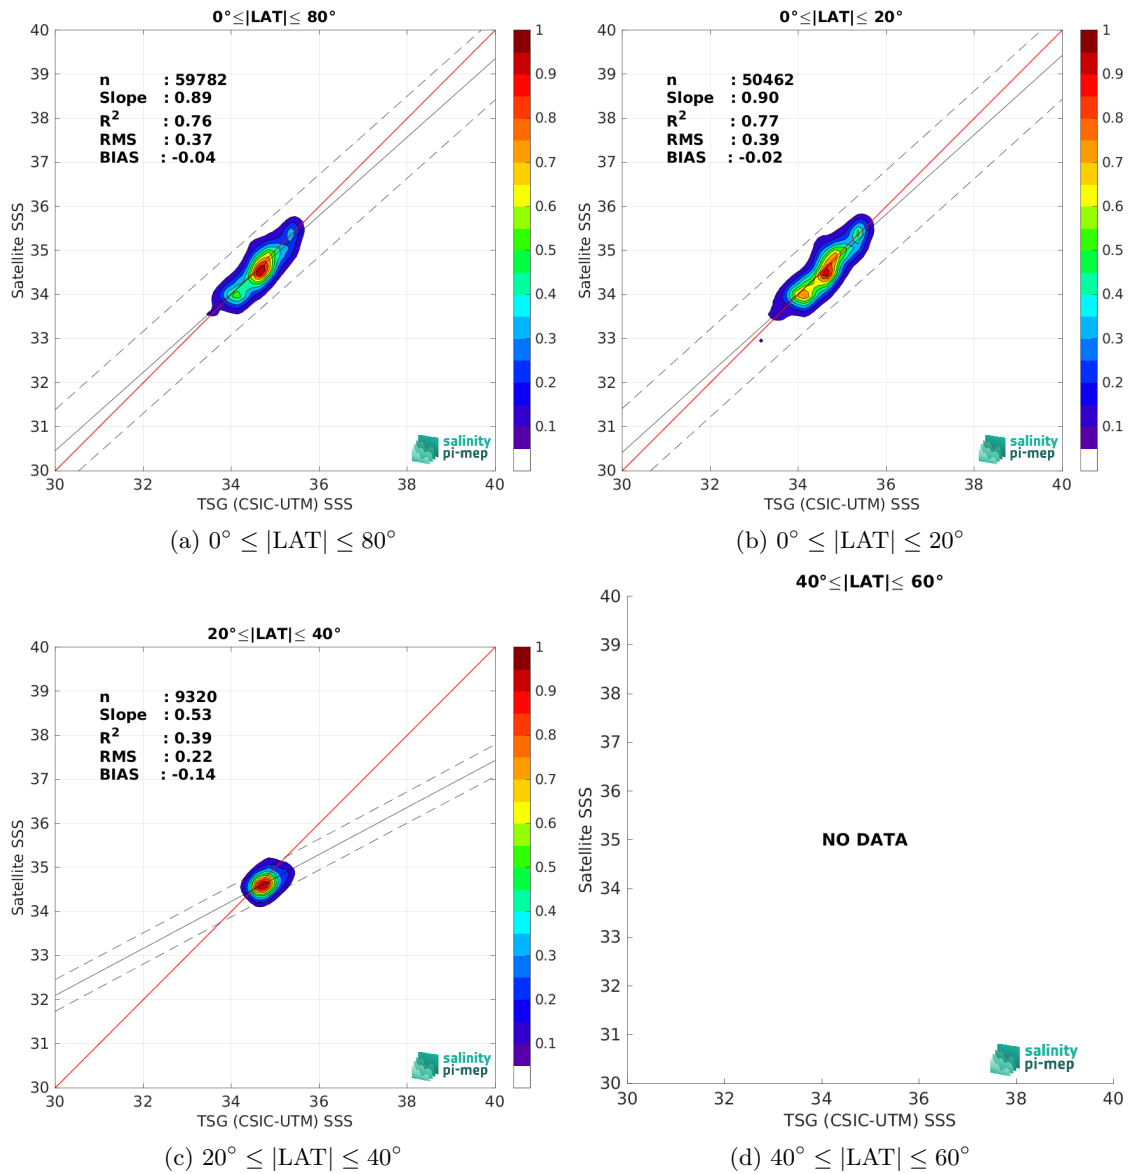 0°≤|LAT|≤ 80°
40
39
38
37
36
35
34
33
32
31
30
30
32
34
36
38
40
Satellite SSS
TSG (CSIC-UTM) SSS
n : 59782
Slope : 0.89
R² : 0.76
RMS : 0.37
BIAS : -0.04
1
0.9
0.8
0.7
0.6
0.5
0.4
0.3
0.2
0.1
salinity
pi-mep
(a) 0° ≤ |LAT| ≤ 80°
0°≤|LAT|≤ 20°
40
39
38
37
36
35
34
33
32
31
30
30
32
34
36
38
40
Satellite SSS
TSG (CSIC-UTM) SSS
n : 50462
Slope : 0.90
R² : 0.77
RMS : 0.39
BIAS : -0.02
1
0.9
0.8
0.7
0.6
0.5
0.4
0.3
0.2
0.1
salinity
pi-mep
(b) 0° ≤ |LAT| ≤ 20°
20°≤|LAT|≤ 40°
40
39
38
37
36
35
34
33
32
31
30
30
32
34
36
38
40
Satellite SSS
TSG (CSIC-UTM) SSS
n : 9320
Slope : 0.53
R² : 0.39
RMS : 0.22
BIAS : -0.14
1
0.9
0.8
0.7
0.6
0.5
0.4
0.3
0.2
0.1
salinity
pi-mep
(c) 20° ≤ |LAT| ≤ 40°
40°≤|LAT|≤ 60°
40
39
38
37
36
35
34
33
32
31
30
30
32
34
36
38
40
Satellite SSS
TSG (CSIC-UTM) SSS
NO DATA
salinity
pi-mep
(d) 40° ≤ |LAT| ≤ 60°